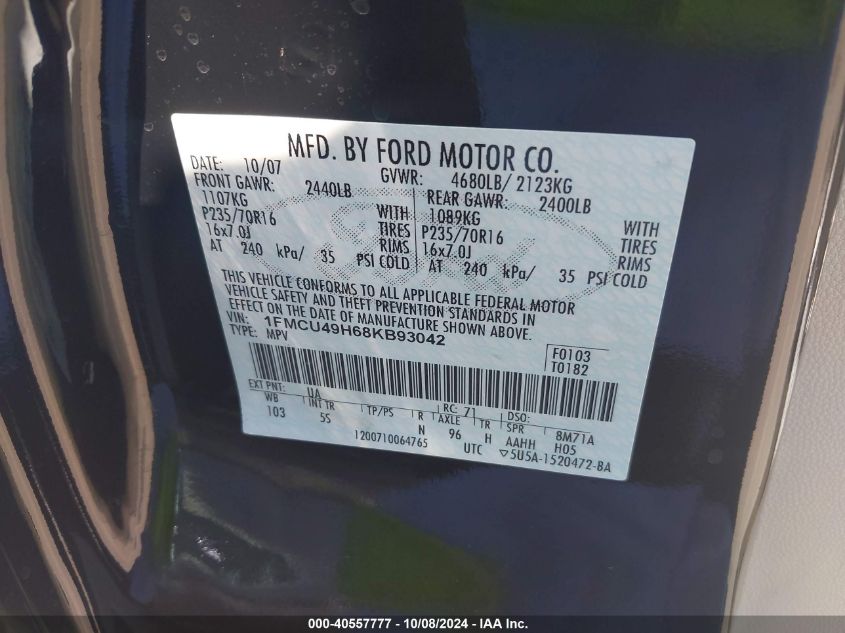 MFD. BY FORD MOTOR CO.
DATE: 10/07 GVWR: 4680LB/ 2123KG
FRONT GAWR: 2440LB REAR GAWR: 2400LB
1107KG WITH 1089KG WITH
P235/70R16 TIRES P235/70R16 TIRES
16x7.0J RIMS 16x7.0J RIMS
AT 240 kPa/ 35 PSI COLD AT 240 kPa/ 35 PSI COLD
THIS VEHICLE CONFORMS TO ALL APPLICABLE FEDERAL MOTOR
VEHICLE SAFETY AND THEFT PREVENTION STANDARDS IN
EFFECT ON THE DATE OF MANUFACTURE SHOWN ABOVE.
VIN: 1FMCU49H68KB93042
TYPE: MPV
F0103
T0182
EXT PNT: UA RC: 71 DSO:
WB INT TR TP/PS R AXLE TR SPR 8M71A
103 5S N 96 H AAHH H05
1200710064765 UTC ▽5U5A-1520472-BA
Ford
000-40557777 - 10/08/2024 - IAA Inc.